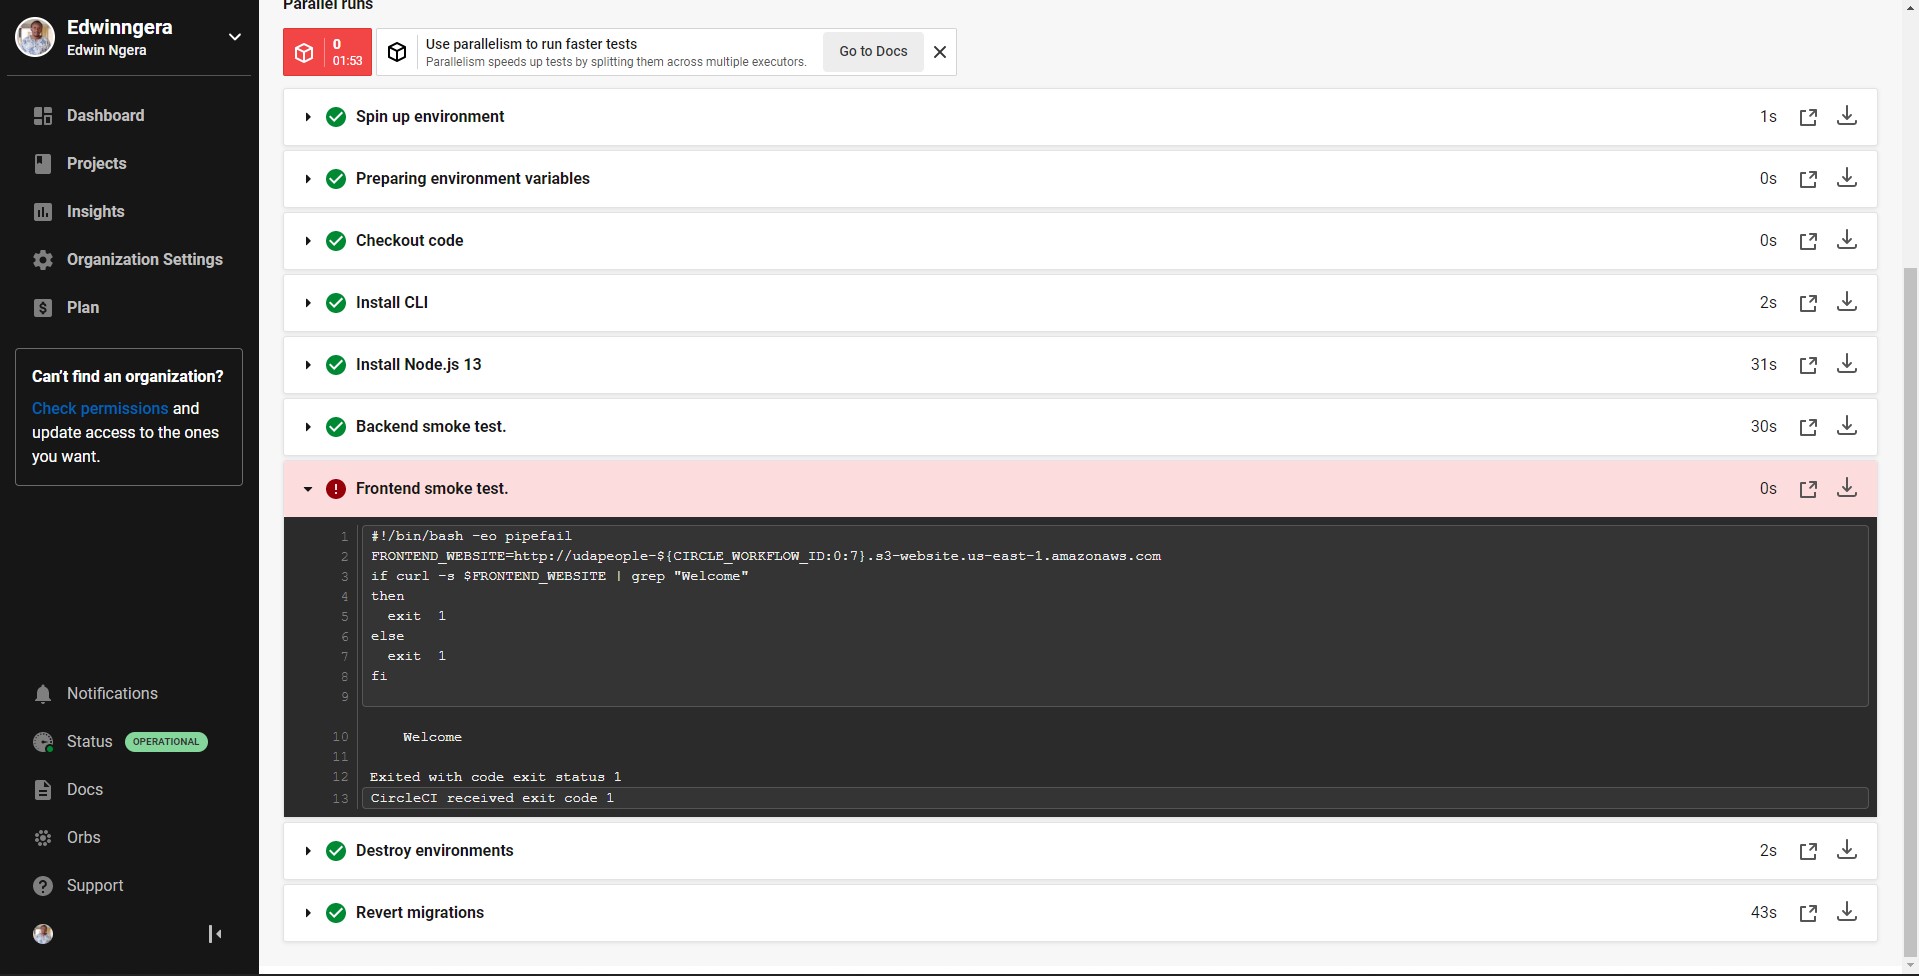 Edwinngera
Edwin Ngera
Dashboard
Projects
Insights
Organization Settings
Plan
Can't find an organization?
Check permissions and
update access to the ones
you want.
Notifications
Status OPERATIONAL
Docs
Orbs
Support
Parallel runs
0
01:53
Use parallelism to run faster tests
Parallelism speeds up tests by splitting them across multiple executors.
Go to Docs
Spin up environment 1s
Preparing environment variables 0s
Checkout code 0s
Install CLI 2s
Install Node.js 13 31s
Backend smoke test. 30s
Frontend smoke test. 0s
1 #!/bin/bash -eo pipefail
2 FRONTEND_WEBSITE=http://udapeople-${CIRCLE_WORKFLOW_ID:0:7}.s3-website.us-east-1.amazonaws.com
3 if curl -s $FRONTEND_WEBSITE | grep "Welcome"
4 then
5   exit  1
6 else
7   exit  1
8 fi
9
10     Welcome
11
12 Exited with code exit status 1
13 CircleCI received exit code 1
Destroy environments 2s
Revert migrations 43s